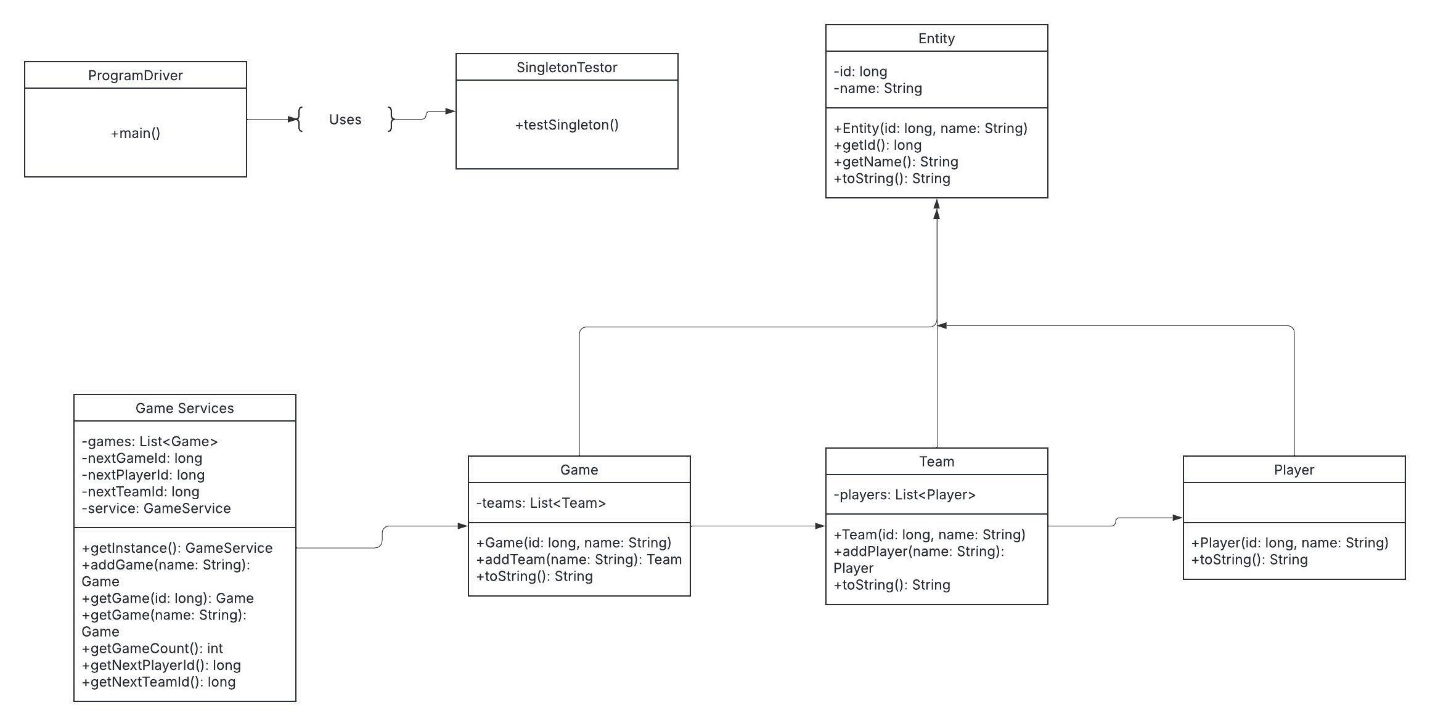 ProgramDriver
+main()
{ Uses }
SingletonTestor
+testSingleton()
Entity
-id: long
-name: String
+Entity(id: long, name: String)
+getId(): long
+getName(): String
+toString(): String
Game Services
-games: List<Game>
-nextGameId: long
-nextPlayerId: long
-nextTeamId: long
-service: GameService
+getInstance(): GameService
+addGame(name: String):
Game
+getGame(id: long): Game
+getGame(name: String):
Game
+getGameCount(): int
+getNextPlayerId(): long
+getNextTeamId(): long
Game
-teams: List<Team>
+Game(id: long, name: String)
+addTeam(name: String): Team
+toString(): String
Team
-players: List<Player>
+Team(id: long, name: String)
+addPlayer(name: String):
Player
+toString(): String
Player
+Player(id: long, name: String)
+toString(): String